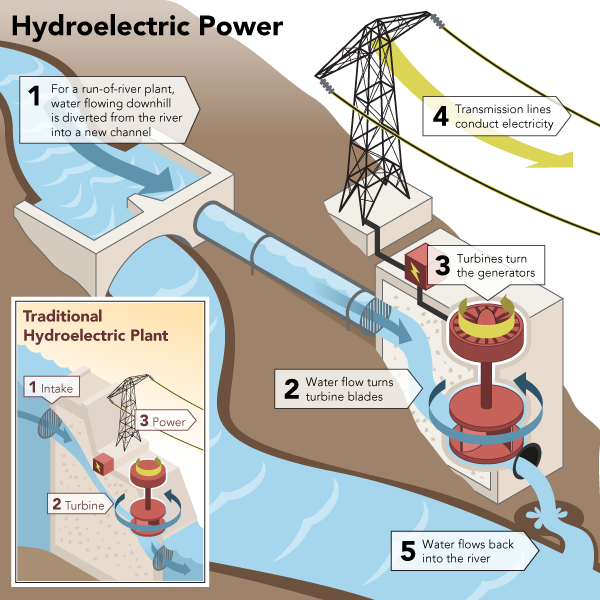 Hydroelectric Power
1 For a run-of-river plant,
water flowing downhill
is diverted from the river
into a new channel
4 Transmission lines
conduct electricity
3 Turbines turn
the generators
2 Water flow turns
turbine blades
5 Water flows back
into the river
Traditional
Hydroelectric Plant
1 Intake
3 Power
2 Turbine